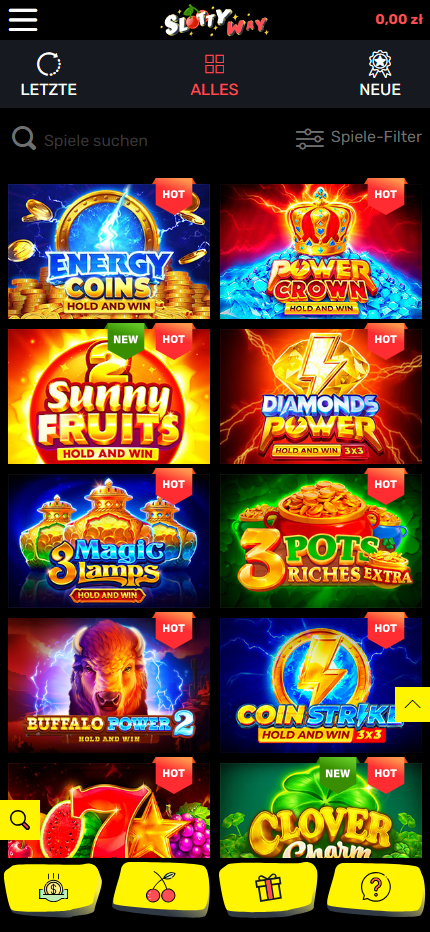 SLOTTY WAY
0,00 zł
LETZTE
ALLES
NEUE
Spiele suchen
Spiele-Filter
HOT
HOT
ENERGY
COINS
HOLD AND WIN
POWER
CROWN
HOLD AND WIN
NEW
HOT
HOT
2
Sunny
FRUITS
HOLD AND WIN
DIAMONDS
POWER
HOLD AND WIN 3x3
HOT
HOT
3 Magic
lamps
HOLD AND WIN
3 POTS
RICHES EXTRA
HOT
HOT
BUFFALO POWER 2
HOLD AND WIN
COIN STRIKE
HOLD AND WIN 3x3
HOT
NEW
HOT
7
CLOVER
Charm
$
?